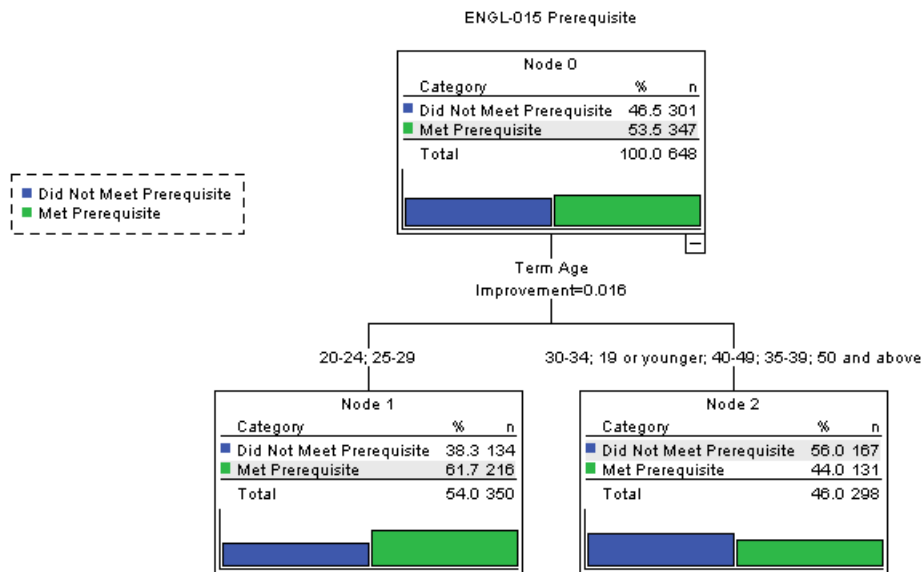 ENGL-015 Prerequisite
Node 0
Category % n
Did Not Meet Prerequisite 46.5 301
Met Prerequisite 53.5 347
Total 100.0 648
Did Not Meet Prerequisite
Met Prerequisite
Term Age
Improvement=0.016
20-24; 25-29
30-34; 19 or younger; 40-49; 35-39; 50 and above
Node 1
Category % n
Did Not Meet Prerequisite 38.3 134
Met Prerequisite 61.7 216
Total 54.0 350
Node 2
Category % n
Did Not Meet Prerequisite 56.0 167
Met Prerequisite 44.0 131
Total 46.0 298